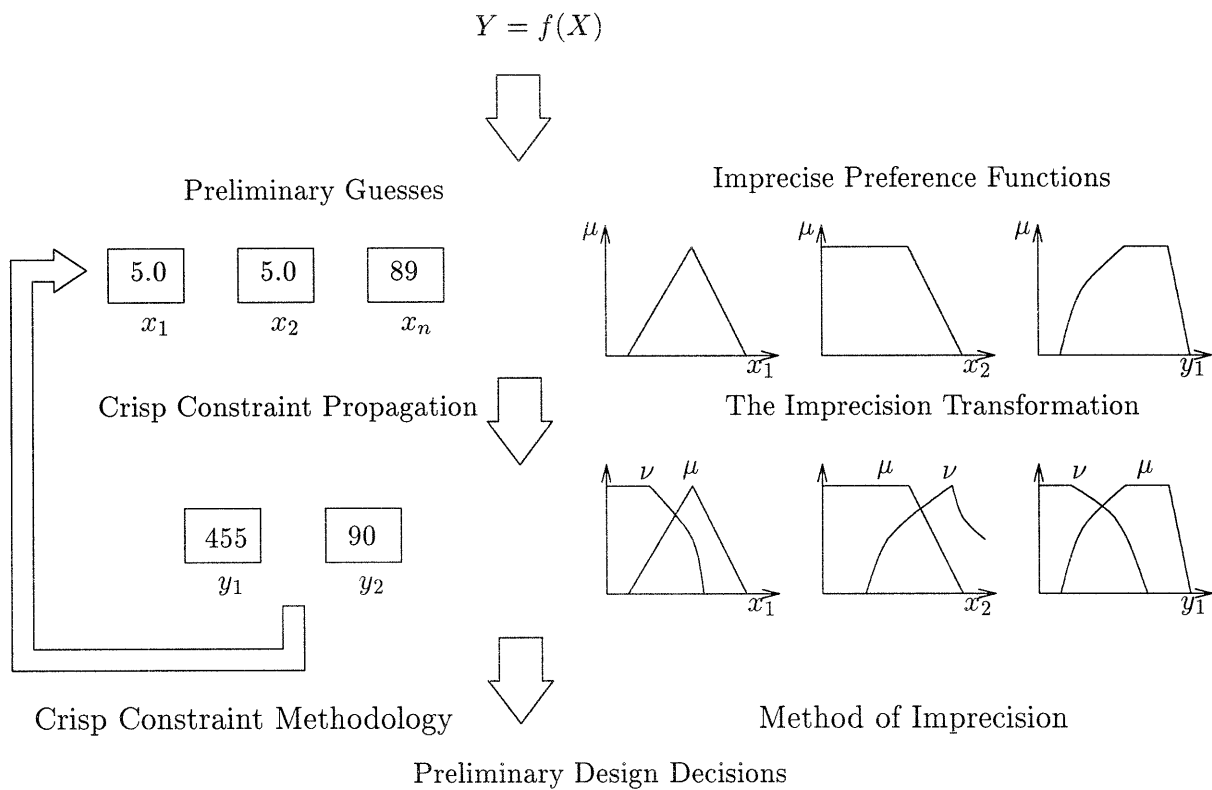 Y = f(X)
Preliminary Guesses
Imprecise Preference Functions
5.0 5.0 89
x₁ x₂ xₙ
μ μ μ
x₁ x₂ y₁
Crisp Constraint Propagation
The Imprecision Transformation
455 90
y₁ y₂
ν μ μ ν ν μ
x₁ x₂ y₁
Crisp Constraint Methodology
Method of Imprecision
Preliminary Design Decisions